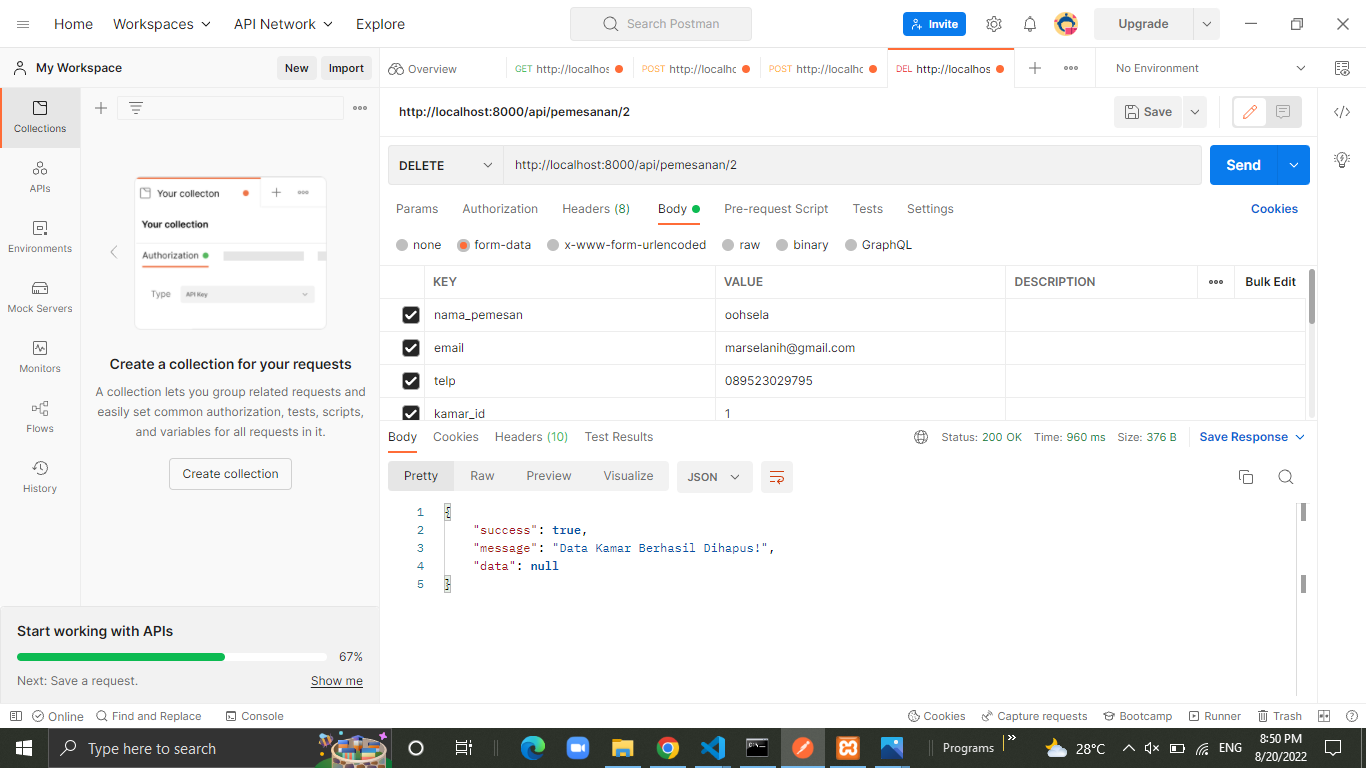 Home Workspaces API Network Explore Search Postman Invite Upgrade
My Workspace New Import Overview GET http://localhos POST http://localhc POST http://localhc DEL http://localhos No Environment
Collections
APIs
Environments
Mock Servers
Monitors
Flows
History
Your collecton
Your collection
Authorization
Type API Key
Create a collection for your requests
A collection lets you group related requests and
easily set common authorization, tests, scripts,
and variables for all requests in it.
Create collection
Start working with APIs
67%
Next: Save a request. Show me
http://localhost:8000/api/pemesanan/2 Save
DELETE http://localhost:8000/api/pemesanan/2 Send
Params Authorization Headers (8) Body Pre-request Script Tests Settings Cookies
none form-data x-www-form-urlencoded raw binary GraphQL
KEY VALUE DESCRIPTION Bulk Edit
nama_pemesan oohsela
email marselanih@gmail.com
telp 089523029795
kamar_id 1
Body Cookies Headers (10) Test Results Status: 200 OK Time: 960 ms Size: 376 B Save Response
Pretty Raw Preview Visualize JSON
1 {
2 "success": true,
3 "message": "Data Kamar Berhasil Dihapus!",
4 "data": null
5 }
Online Find and Replace Console Cookies Capture requests Bootcamp Runner Trash
Type here to search Programs 28°C ENG 8:50 PM
8/20/2022